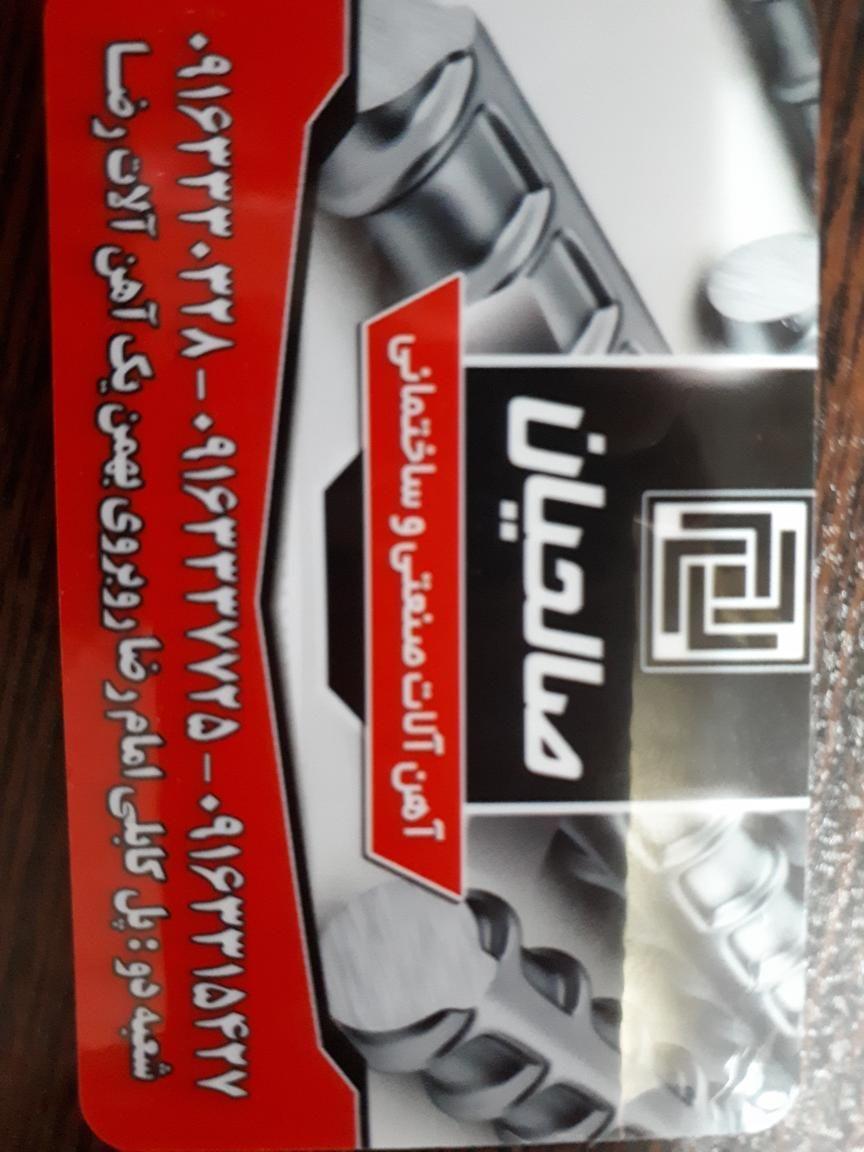 صالحیان
آهن آلات صنعتی و ساختمانی
۰۹۱۶۳۳۳۰۳۲۸ - ۰۹۱۶۳۳۳۷۷۲۵ - ۰۹۱۶۳۳۱۵۴۲۷
شعبه دو : پل کابلی امام رضا روبروی بهمن یک آهن آلات رضا